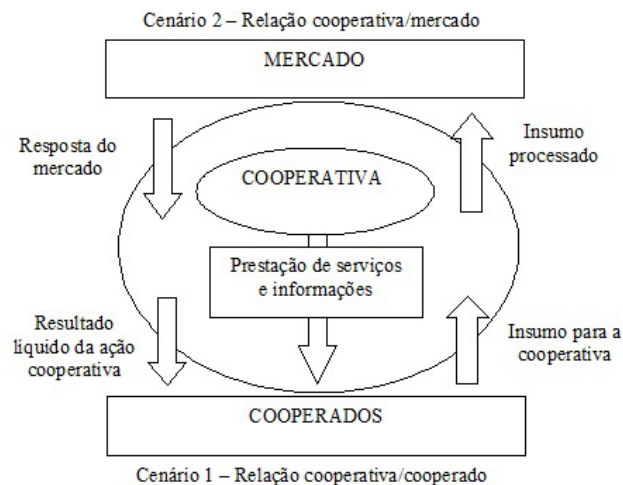 Cenário 2 – Relação cooperativa/mercado
MERCADO
Resposta do
mercado
Insumo
processado
COOPERATIVA
Prestação de serviços
e informações
Resultado
líquido da ação
cooperativa
Insumo para a
cooperativa
COOPERADOS
Cenário 1 – Relação cooperativa/cooperado